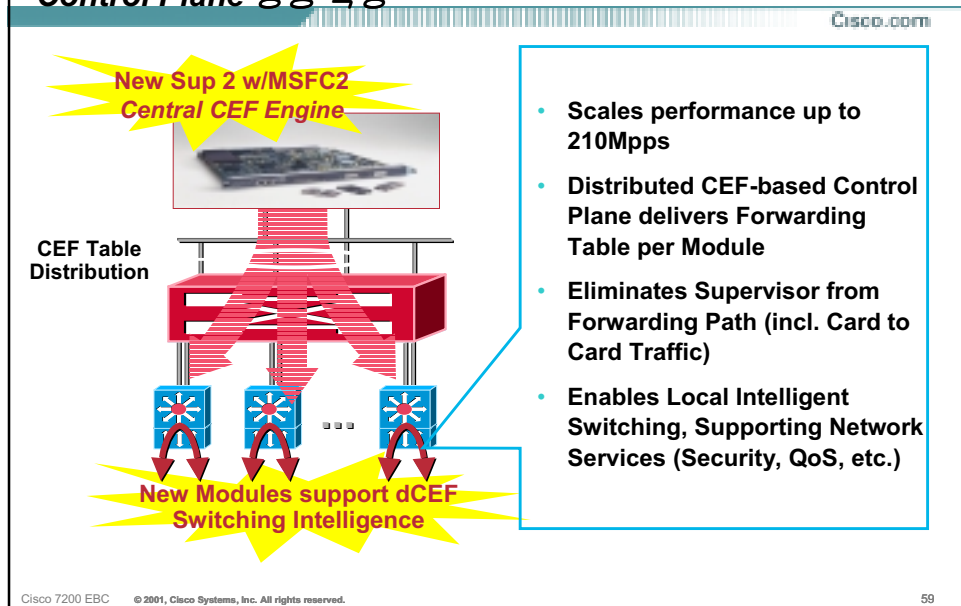 Control Plane
Cisco.com
New Sup 2 w/MSFC2
Central CEF Engine
CEF Table
Distribution
New Modules support dCEF
Switching Intelligence
• Scales performance up to
210Mpps
• Distributed CEF-based Control
Plane delivers Forwarding
Table per Module
• Eliminates Supervisor from
Forwarding Path (incl. Card to
Card Traffic)
• Enables Local Intelligent
Switching, Supporting Network
Services (Security, QoS, etc.)
Cisco 7200 EBC © 2001, Cisco Systems, Inc. All rights reserved. 59